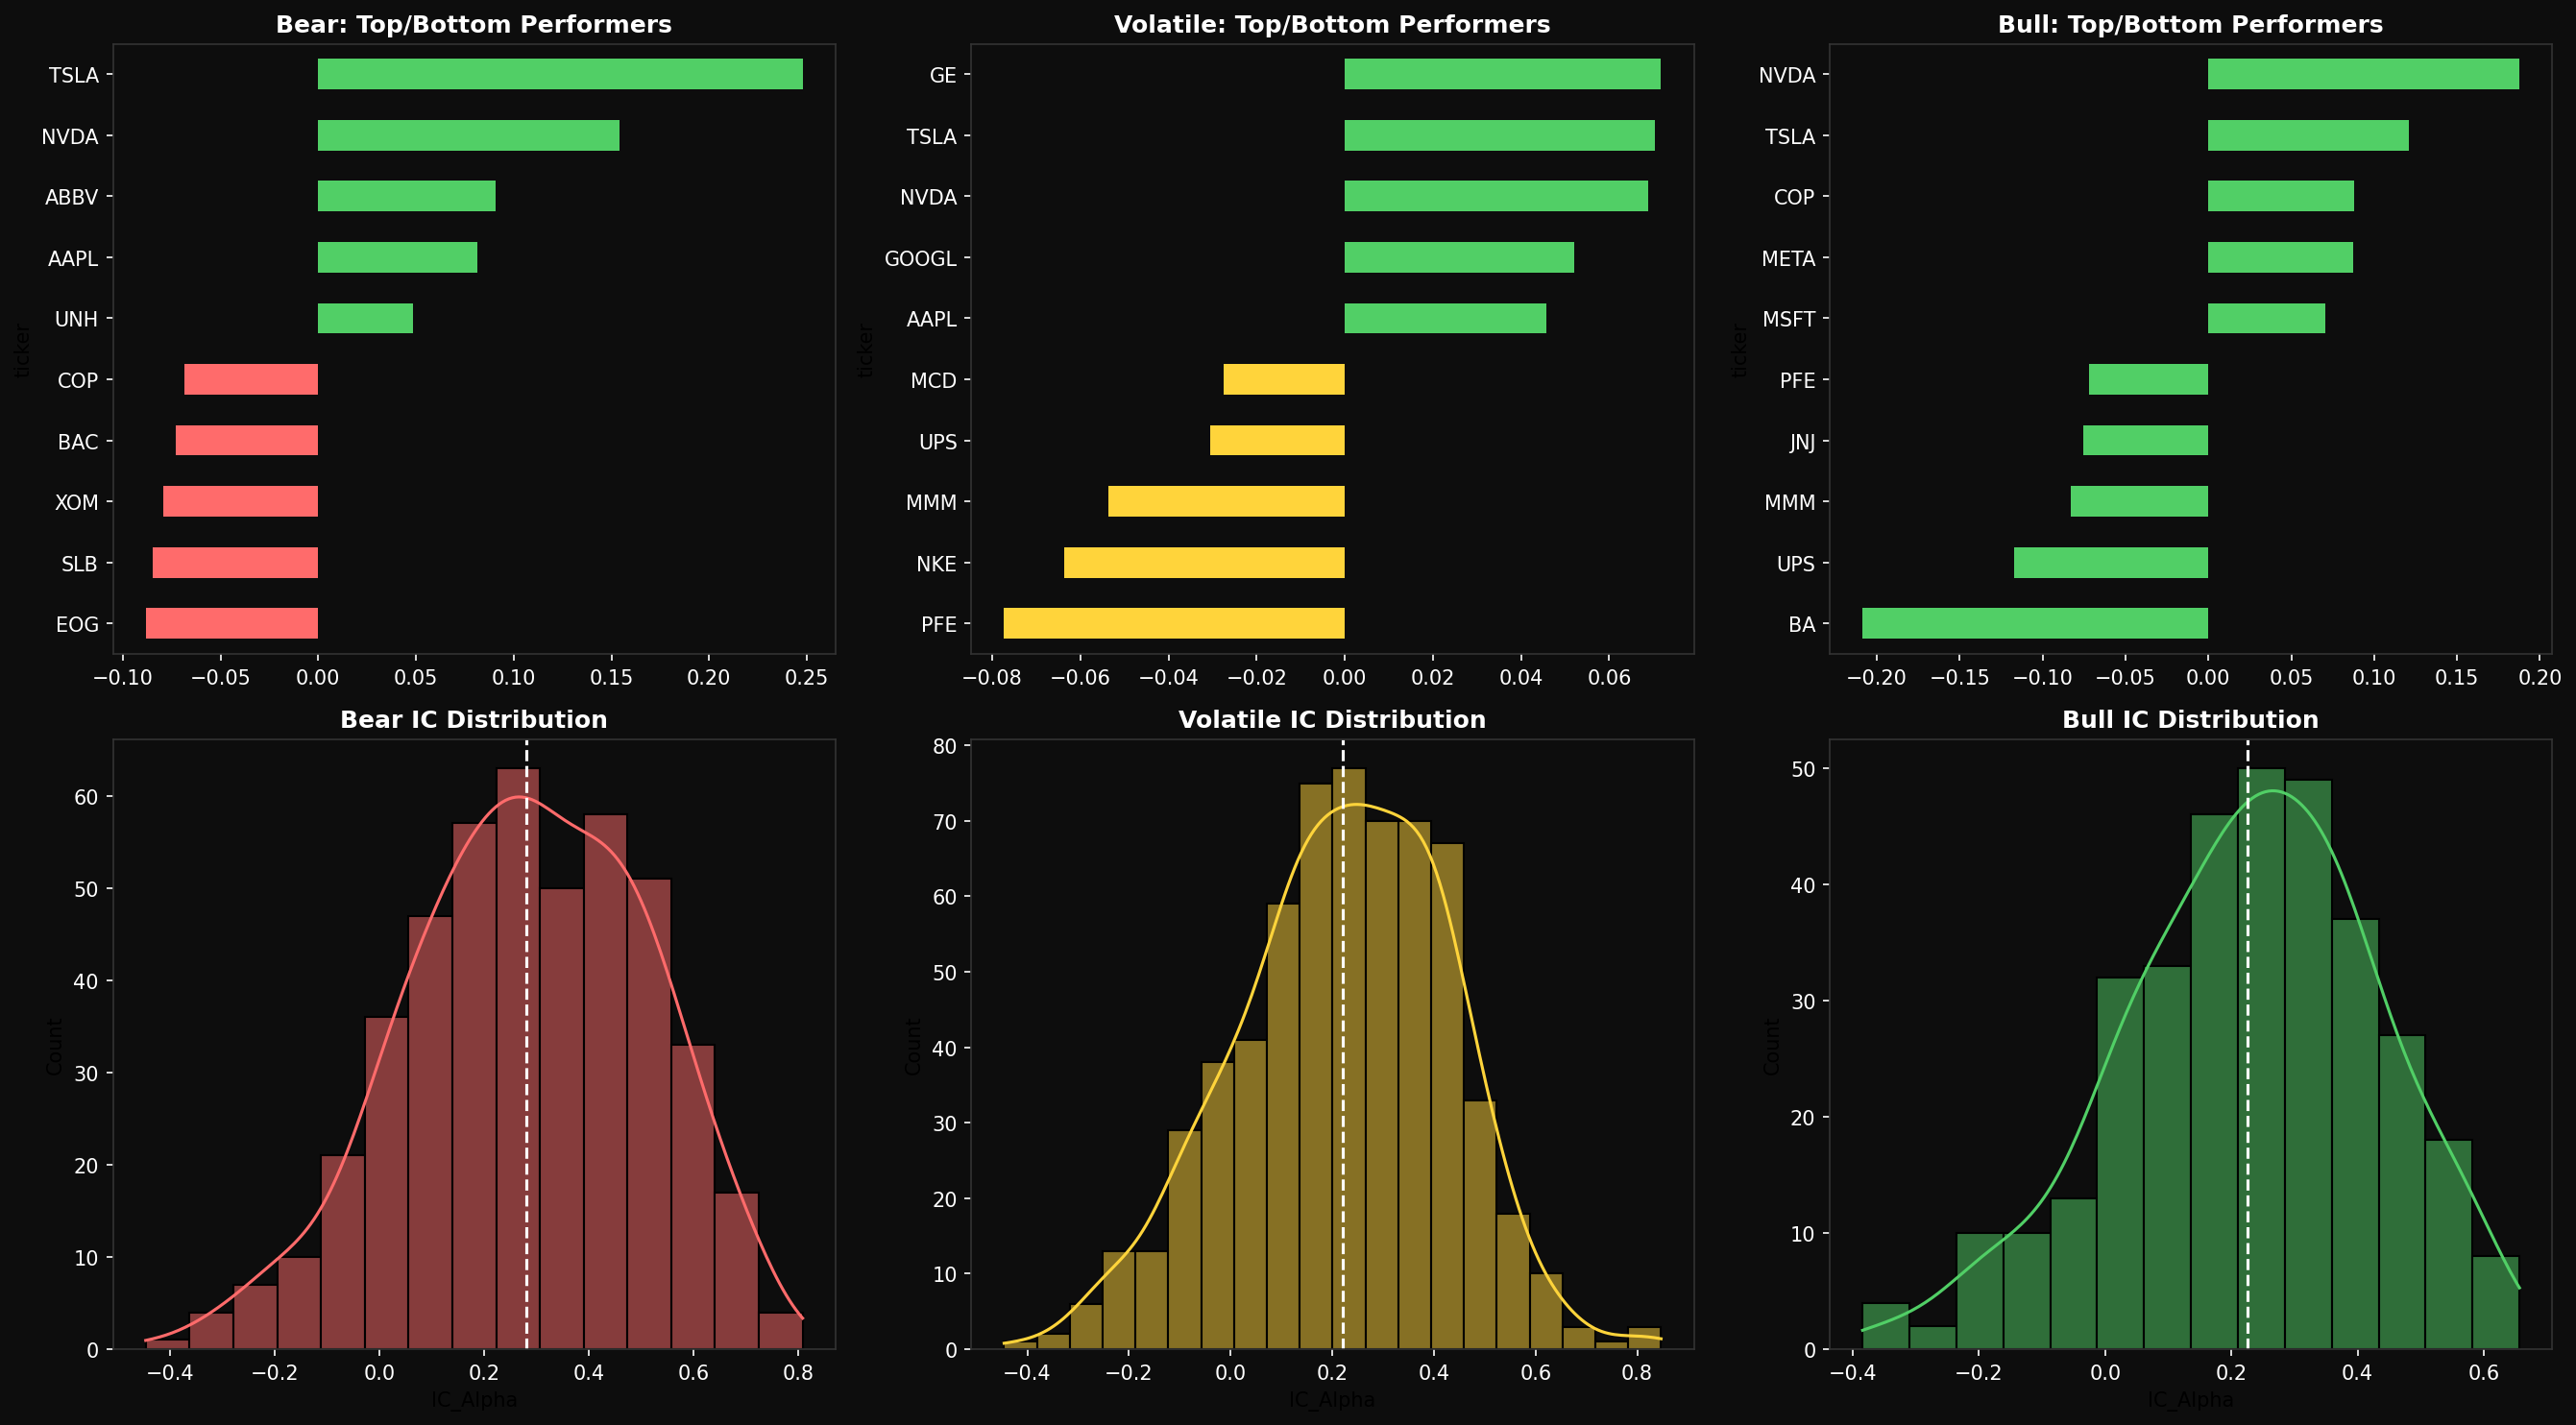 Bear: Top/Bottom Performers
TSLA
NVDA
ABBV
AAPL
UNH
COP
BAC
XOM
SLB
EOG
ticker
−0.10 −0.05 0.00 0.05 0.10 0.15 0.20 0.25
Volatile: Top/Bottom Performers
GE
TSLA
NVDA
GOOGL
AAPL
MCD
UPS
MMM
NKE
PFE
ticker
−0.08 −0.06 −0.04 −0.02 0.00 0.02 0.04 0.06
Bull: Top/Bottom Performers
NVDA
TSLA
COP
META
MSFT
PFE
JNJ
MMM
UPS
BA
ticker
−0.20 −0.15 −0.10 −0.05 0.00 0.05 0.10 0.15 0.20
Bear IC Distribution
60
50
40
30
20
10
0
Count
−0.4 −0.2 0.0 0.2 0.4 0.6 0.8
IC_Alpha
Volatile IC Distribution
80
70
60
50
40
30
20
10
0
Count
−0.4 −0.2 0.0 0.2 0.4 0.6 0.8
IC_Alpha
Bull IC Distribution
50
40
30
20
10
0
Count
−0.4 −0.2 0.0 0.2 0.4 0.6
IC_Alpha